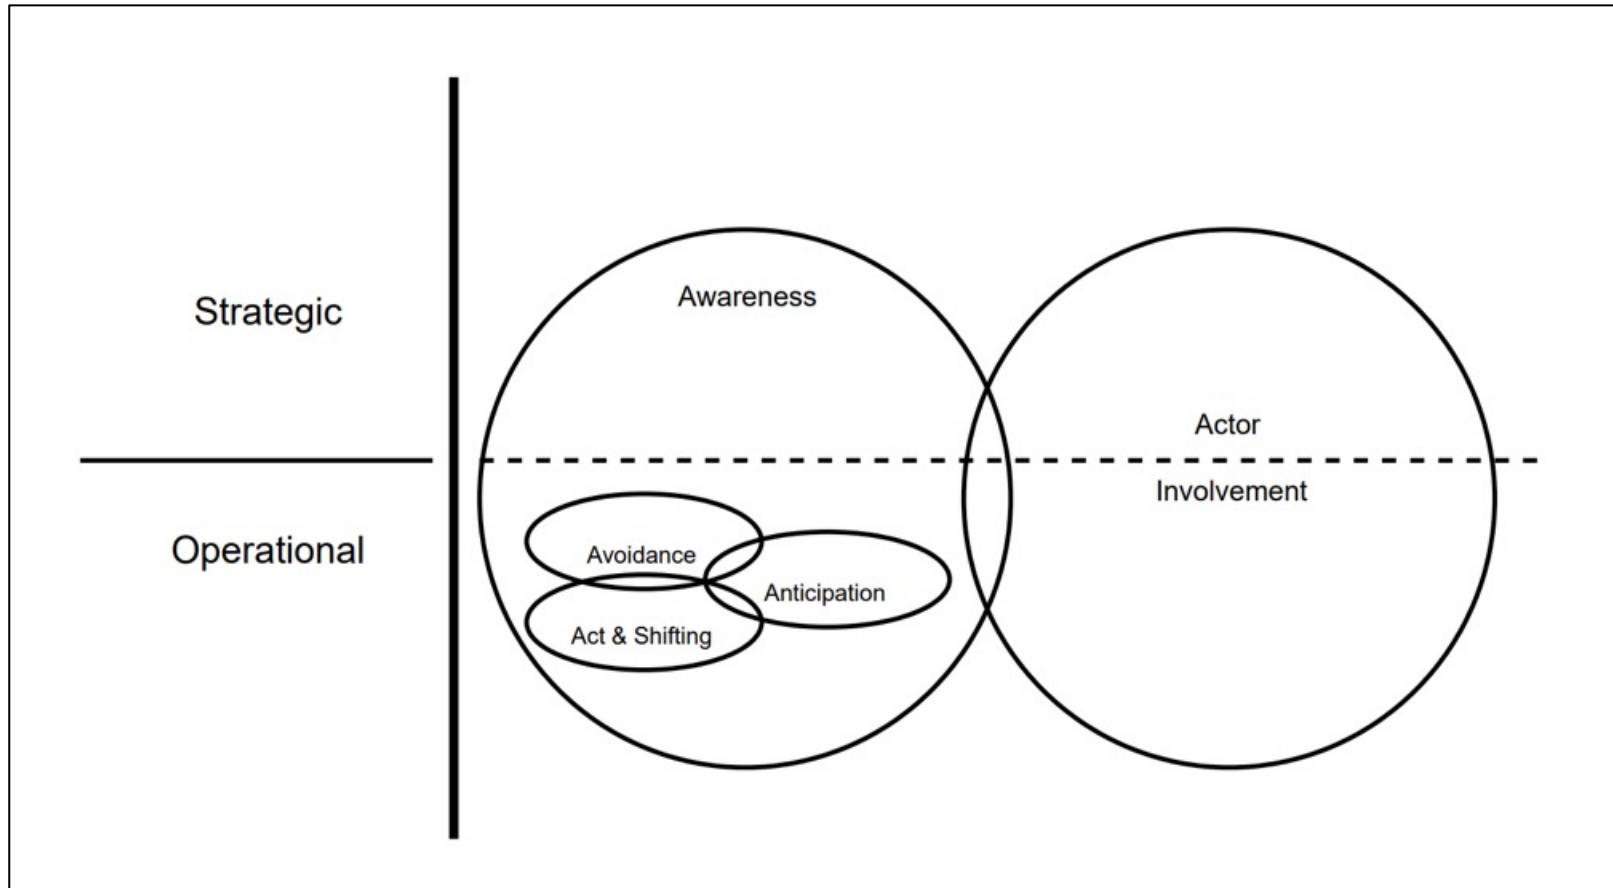 Strategic
Operational
Awareness
Avoidance
Anticipation
Act & Shifting
Actor
Involvement